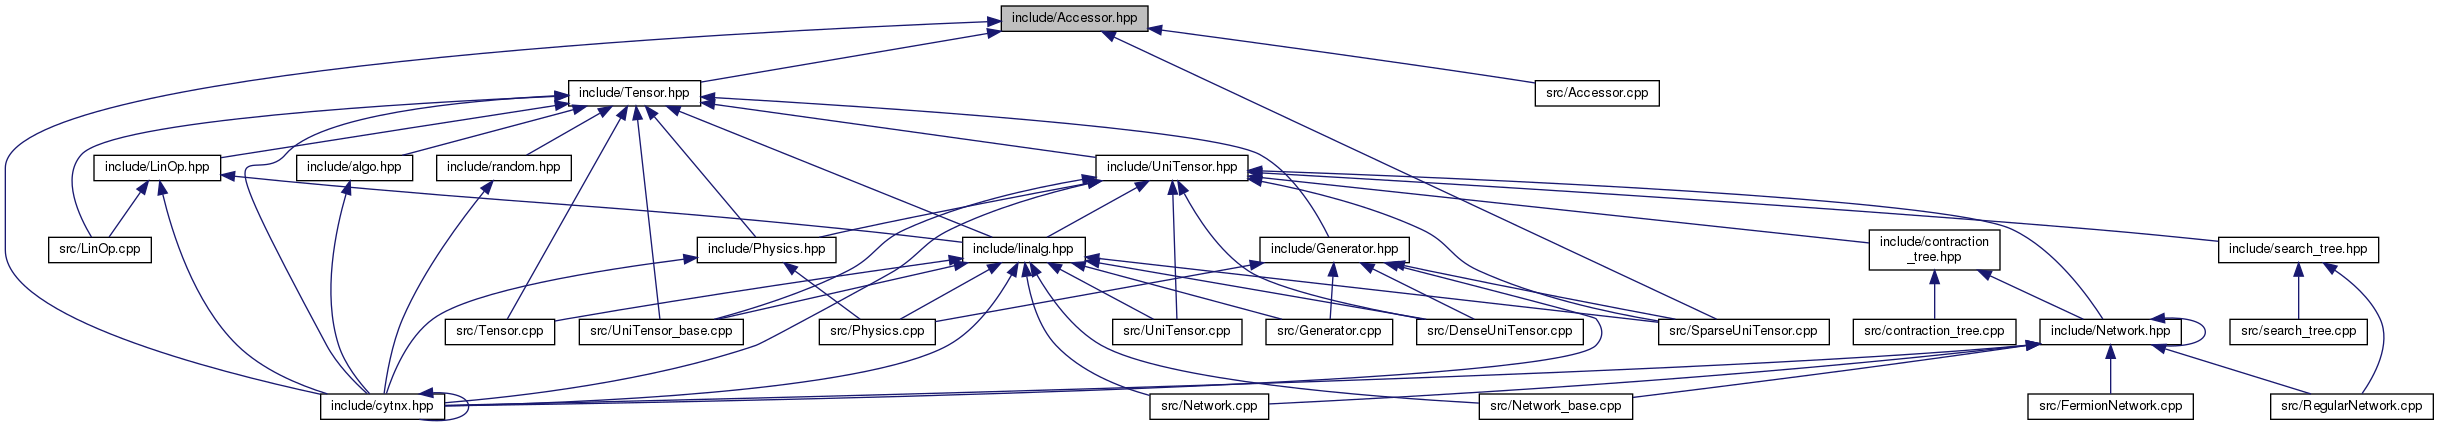 include/Accessor.hpp
include/Tensor.hpp
src/Accessor.cpp
include/LinOp.hpp
include/algo.hpp
include/random.hpp
include/UniTensor.hpp
src/LinOp.cpp
include/Physics.hpp
include/linalg.hpp
include/Generator.hpp
include/contraction
_tree.hpp
include/search_tree.hpp
src/Tensor.cpp
src/UniTensor_base.cpp
src/Physics.cpp
src/UniTensor.cpp
src/Generator.cpp
src/DenseUniTensor.cpp
src/SparseUniTensor.cpp
src/contraction_tree.cpp
include/Network.hpp
src/search_tree.cpp
include/cytnx.hpp
src/Network.cpp
src/Network_base.cpp
src/FermionNetwork.cpp
src/RegularNetwork.cpp